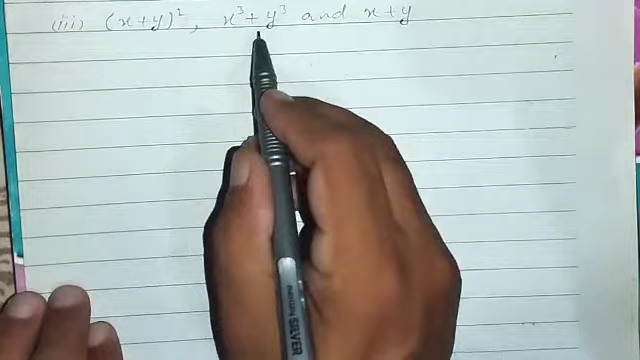 (iii) (x+y)², x³+y³ and x+y